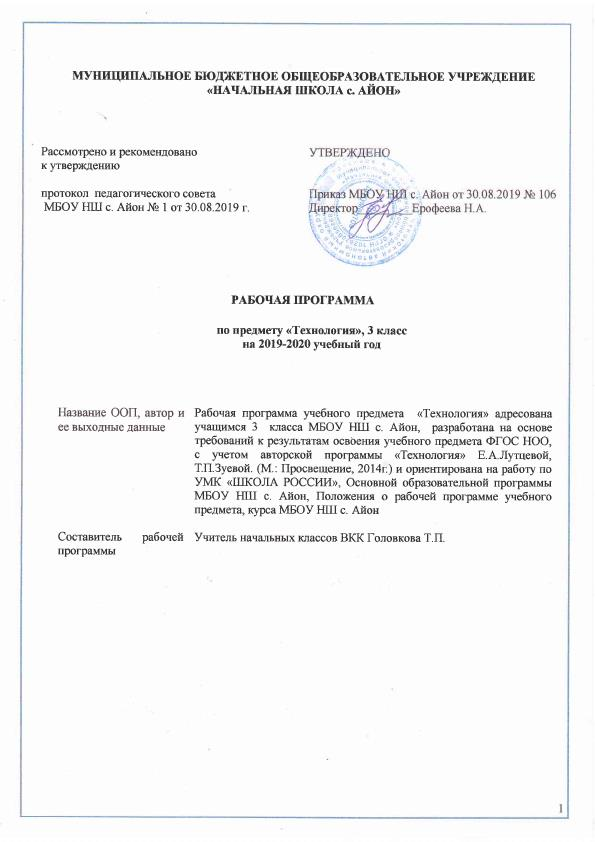 МУНИЦИПАЛЬНОЕ БЮДЖЕТНОЕ ОБЩЕОБРАЗОВАТЕЛЬНОЕ УЧРЕЖДЕНИЕ
«НАЧАЛЬНАЯ ШКОЛА с. АЙОН»
Рассмотрено и рекомендовано
к утверждению
протокол педагогического совета
МБОУ НШ с. Айон № 1 от 30.08.2019 г.
УТВЕРЖДЕНО
Приказ МБОУ НШ с. Айон от 30.08.2019 № 106
Директор Ерофеева Н.А.
РАБОЧАЯ ПРОГРАММА
по предмету «Технология», 3 класс
на 2019-2020 учебный год
Название ООП, автор и
ее выходные данные
Рабочая программа учебного предмета «Технология» адресована
учащимся 3 класса МБОУ НШ с. Айон, разработана на основе
требований к результатам освоения учебного предмета ФГОС НОО,
с учетом авторской программы «Технология» Е.А.Лутцевой,
Т.П.Зуевой. (М.: Просвещение, 2014г.) и ориентирована на работу по
УМК «ШКОЛА РОССИИ», Основной образовательной программы
МБОУ НШ с. Айон, Положения о рабочей программе учебного
предмета, курса МБОУ НШ с. Айон
Составитель рабочей
программы
Учитель начальных классов ВКК Головкова Т.П.
1